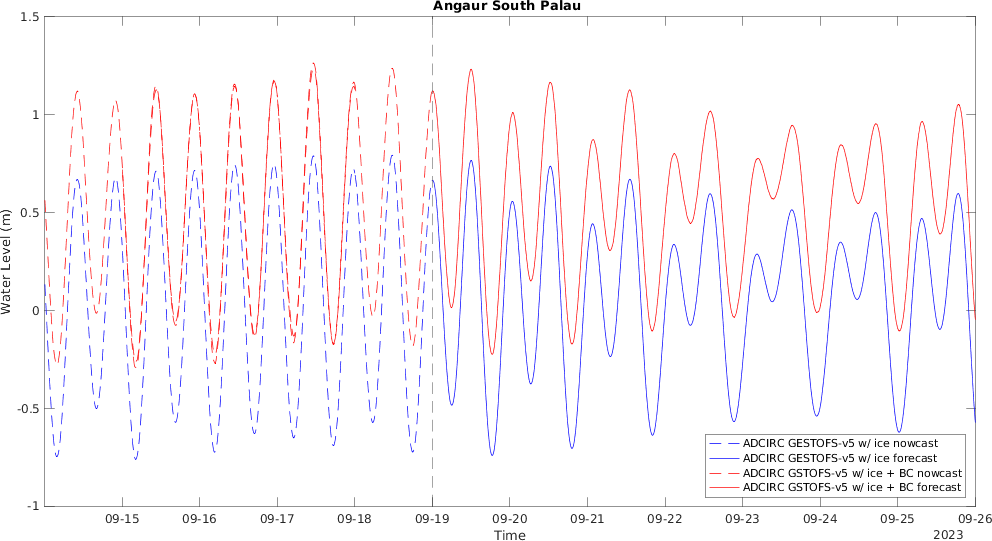 Angaur South Palau
1.5
1
0.5
0
-0.5
-1
Water Level (m)
ADCIRC GESTOFS-v5 w/ ice nowcast
ADCIRC GESTOFS-v5 w/ ice forecast
ADCIRC GSTOFS-v5 w/ ice + BC nowcast
ADCIRC GSTOFS-v5 w/ ice + BC forecast
09-15 09-16 09-17 09-18 09-19 09-20 09-21 09-22 09-23 09-24 09-25 09-26
Time
2023